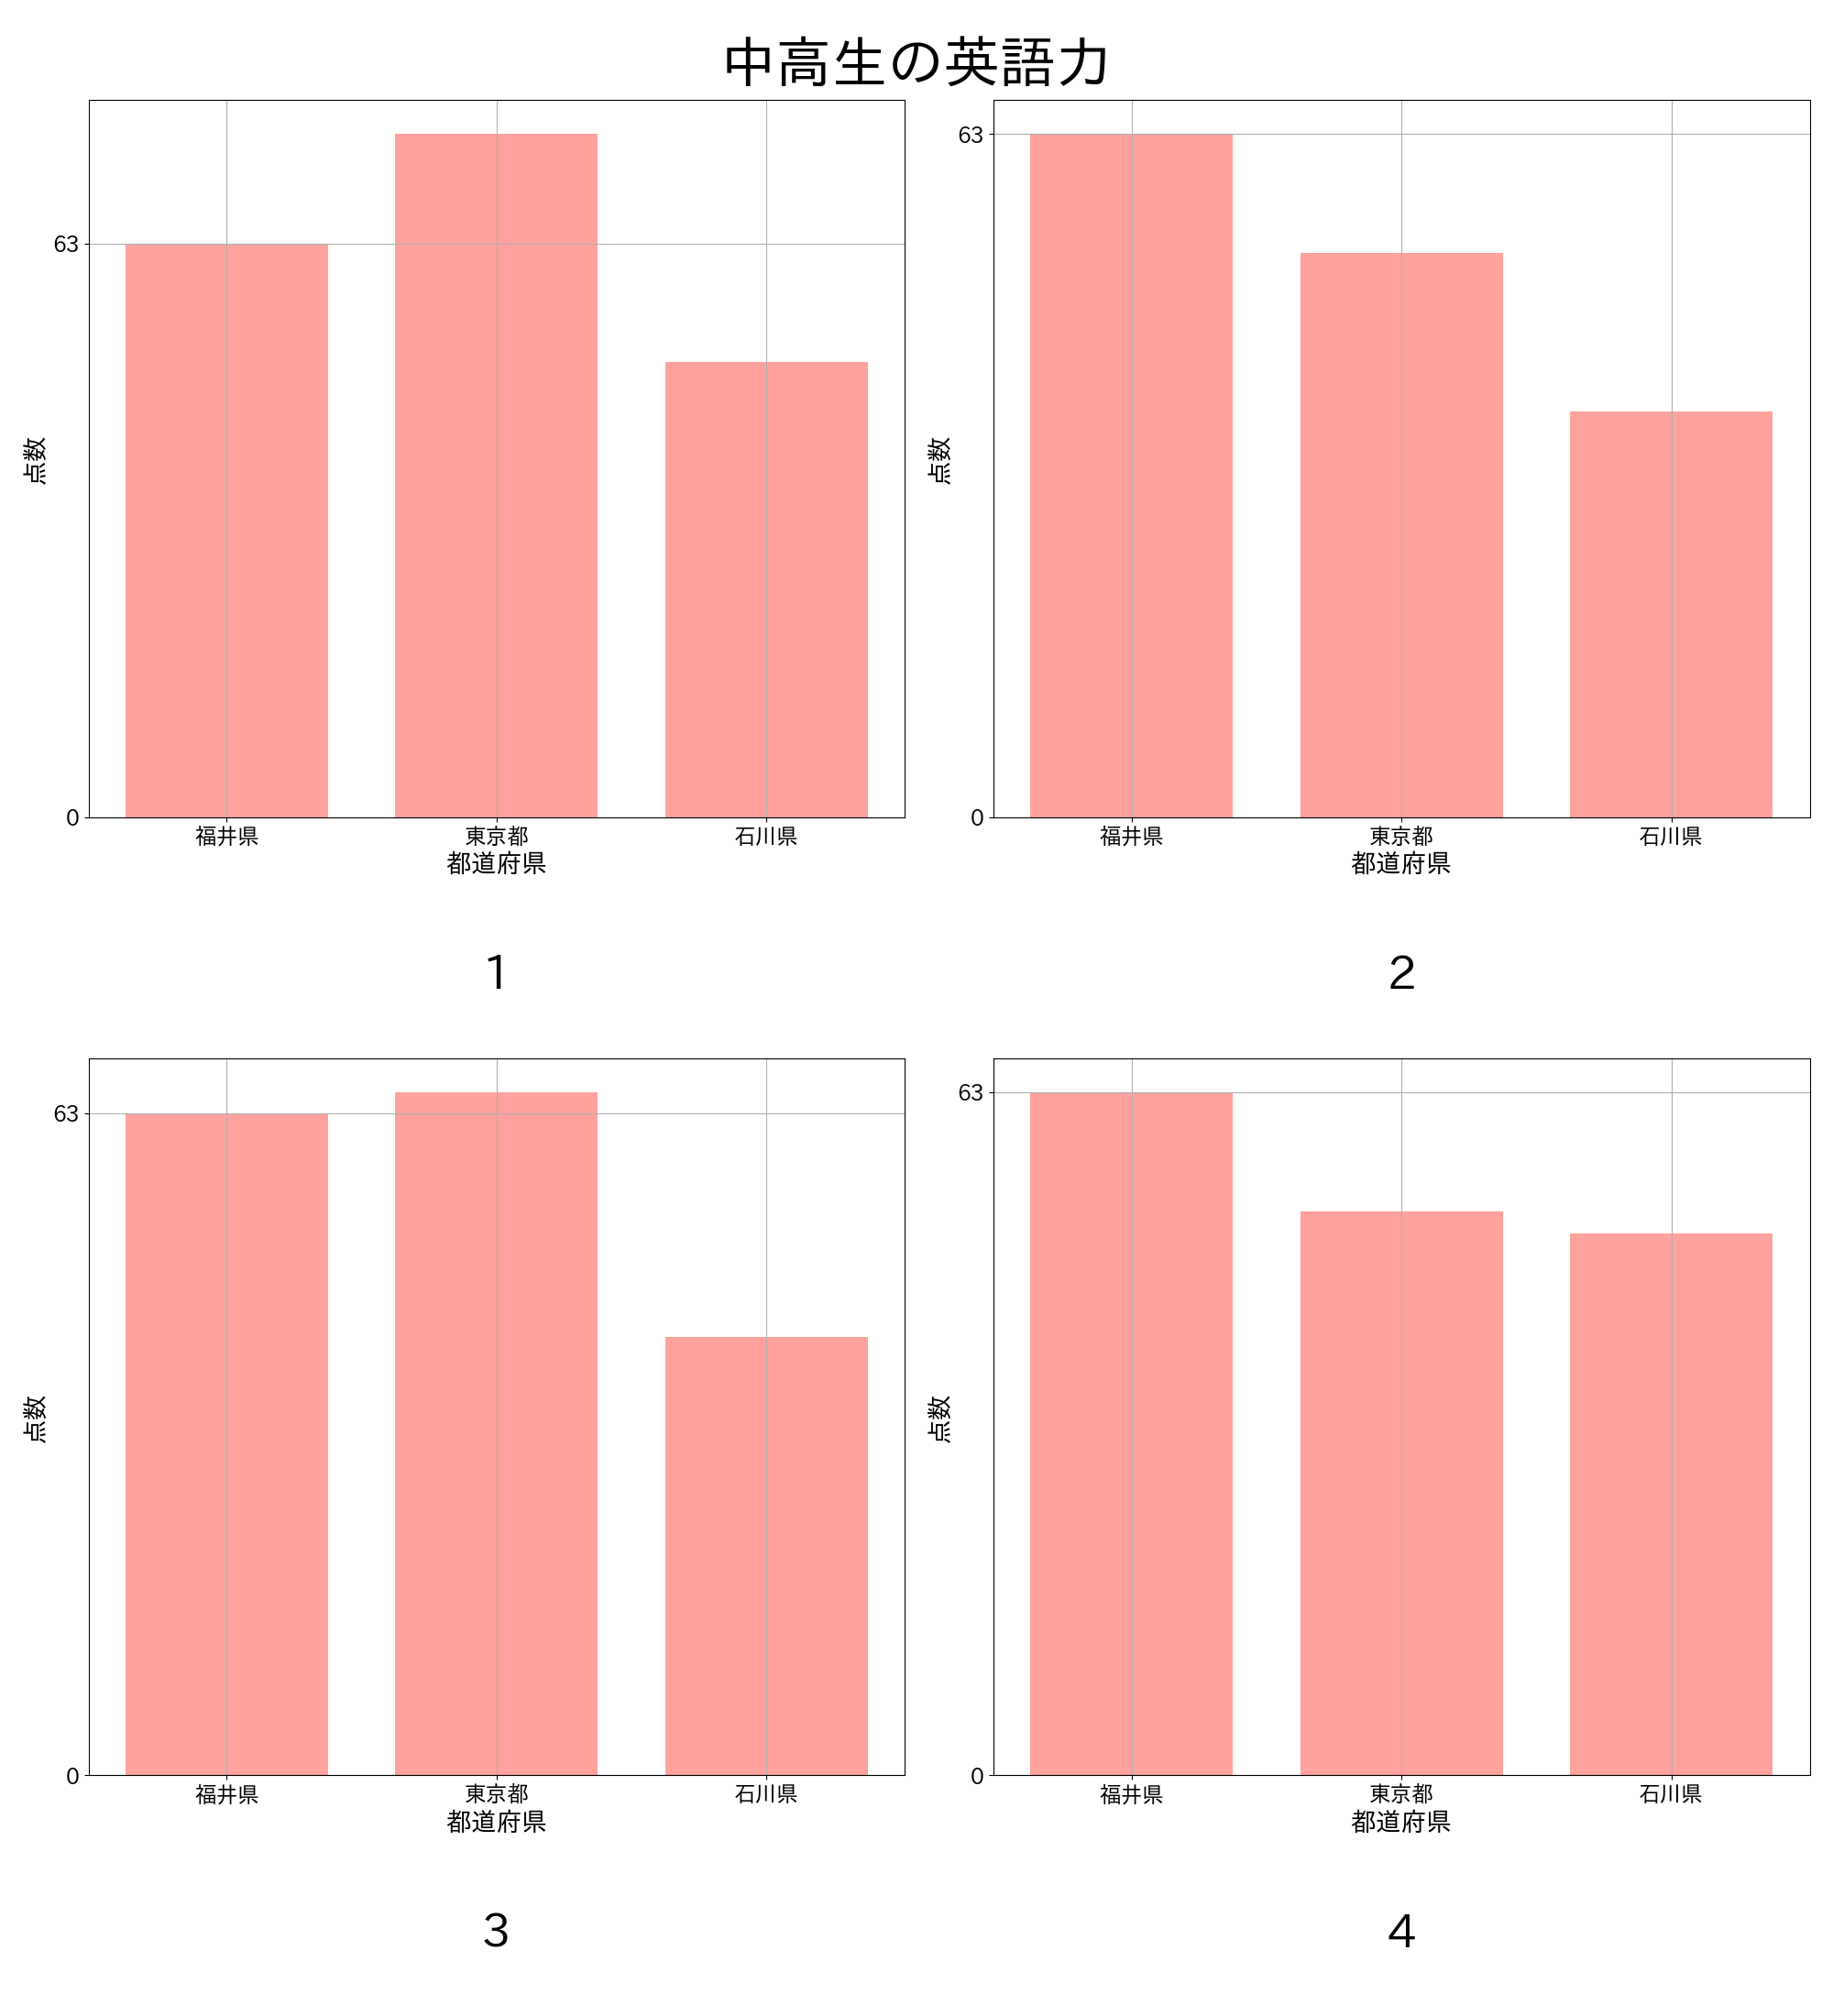 中高生の英語力
63
0
点数
福井県 東京都 石川県
都道府県
1
63
0
点数
福井県 東京都 石川県
都道府県
2
63
0
点数
福井県 東京都 石川県
都道府県
3
63
0
点数
福井県 東京都 石川県
都道府県
4